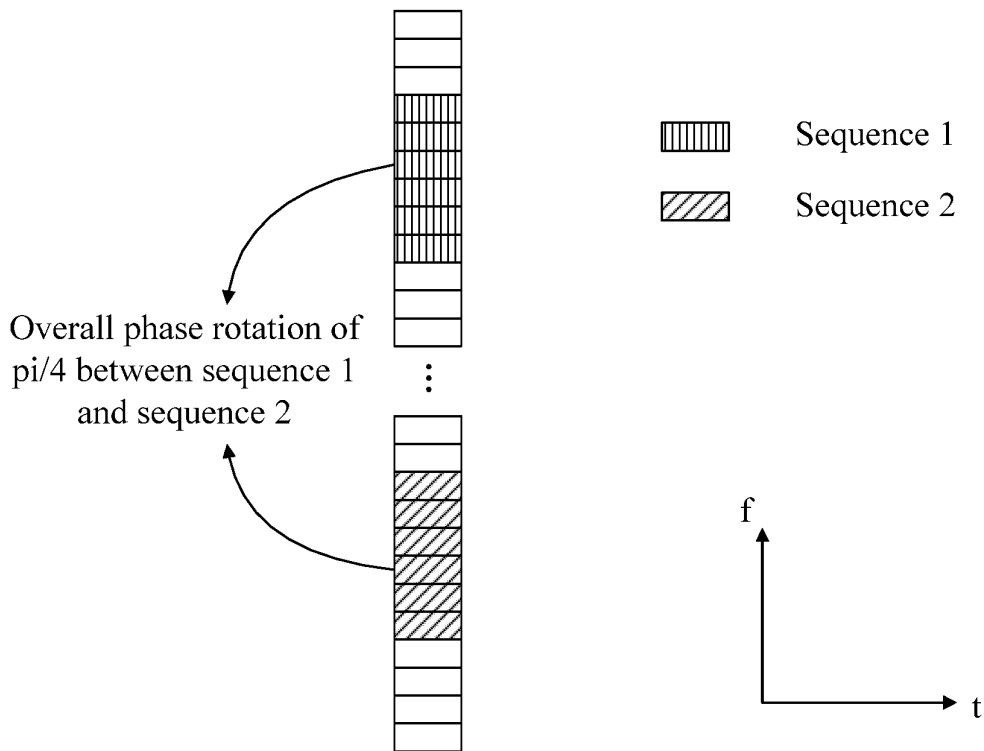 Sequence 1
Sequence 2
Overall phase rotation of
pi/4 between sequence 1
and sequence 2
f
t